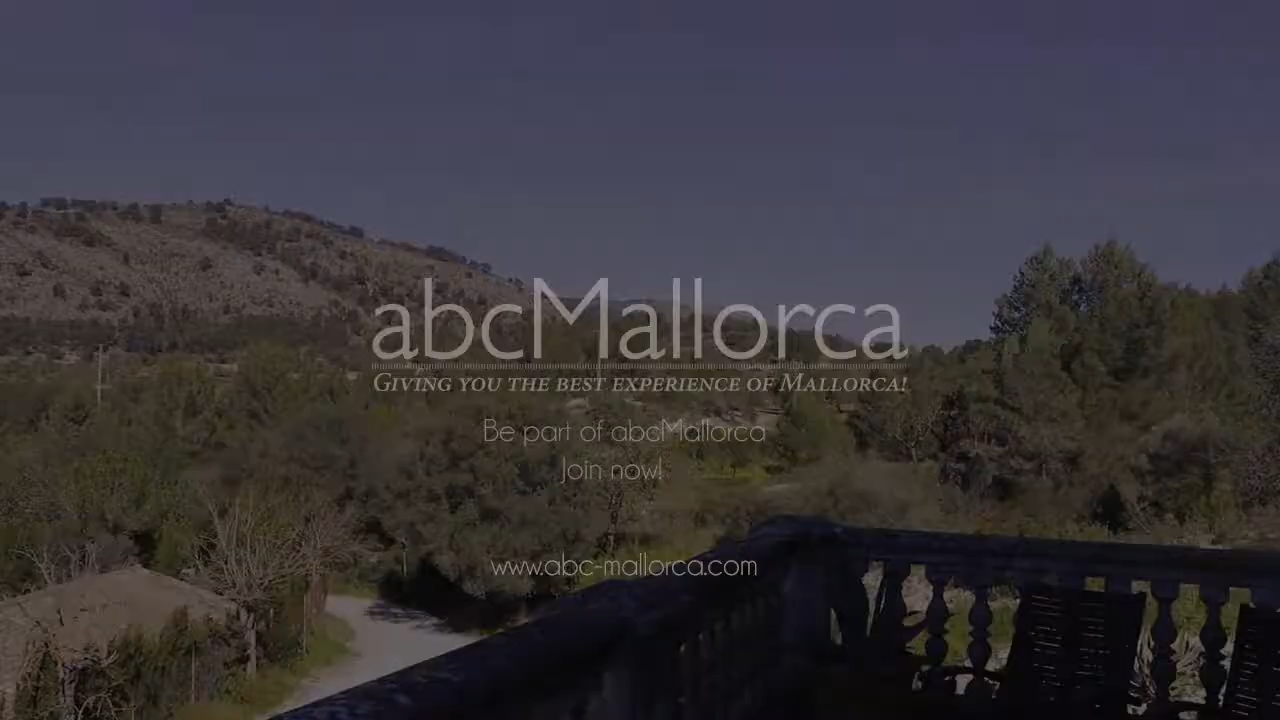 abcMallorca
Giving you the best experience of Mallorca!
Be part of abcMallorca
Join now!
www.abc-mallorca.com